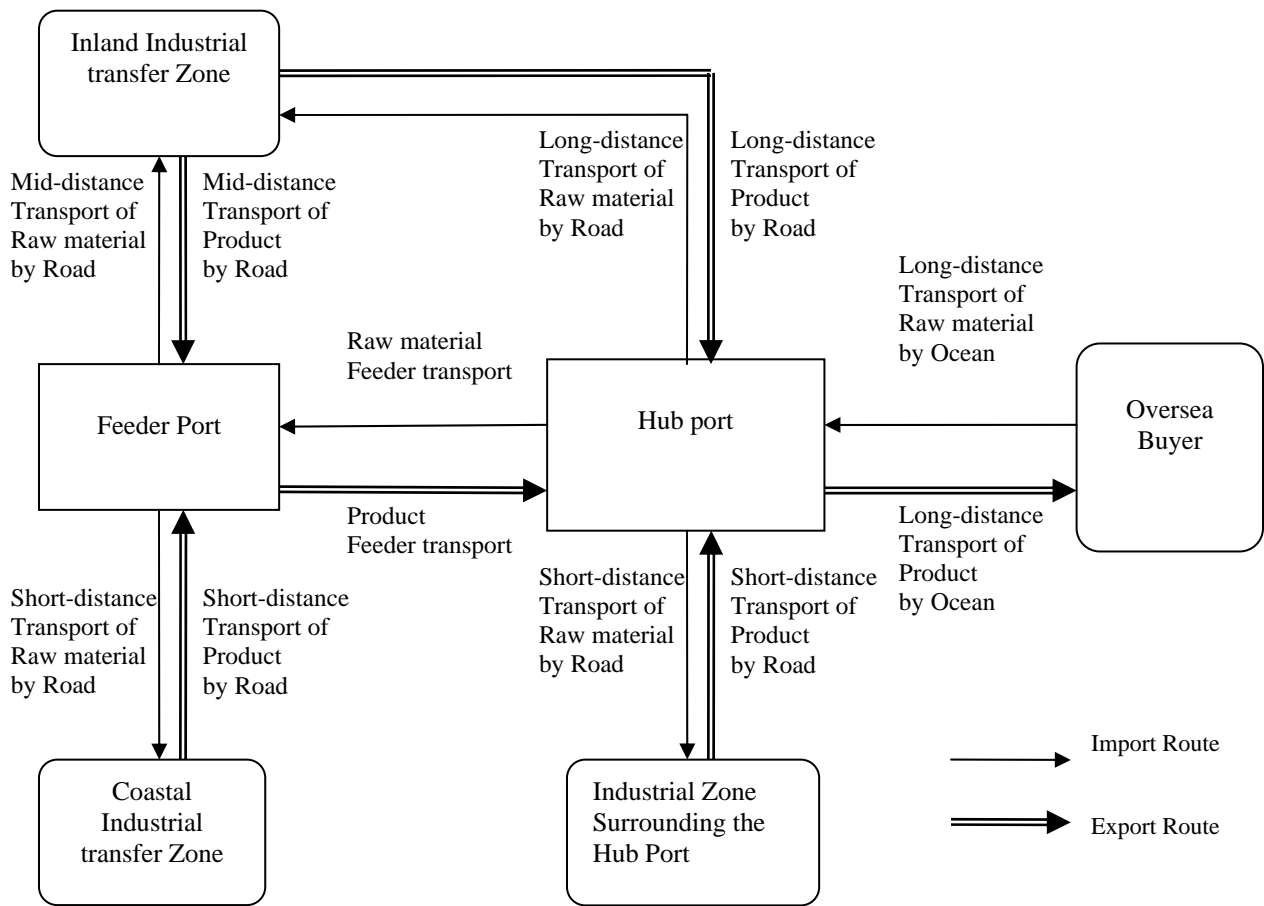 Inland Industrial
transfer Zone
Long-distance
Transport of
Raw material
by Road
Long-distance
Transport of
Product
by Road
Mid-distance
Transport of
Raw material
by Road
Mid-distance
Transport of
Product
by Road
Long-distance
Transport of
Raw material
by Ocean
Raw material
Feeder transport
Feeder Port
Hub port
Oversea
Buyer
Product
Feeder transport
Long-distance
Transport of
Product
by Ocean
Short-distance
Transport of
Raw material
by Road
Short-distance
Transport of
Product
by Road
Short-distance
Transport of
Raw material
by Road
Short-distance
Transport of
Product
by Road
Coastal
Industrial
transfer Zone
Industrial Zone
Surrounding the
Hub Port
Import Route
Export Route